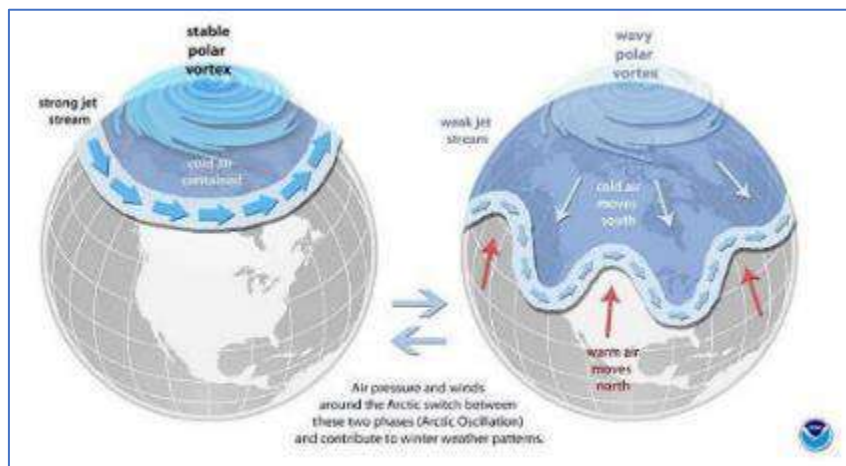 stable
polar
vortex
strong jet
stream
cold air
contained
wavy
polar
vortex
weak jet
stream
cold air
moves
south
warm air
moves
north
Air pressure and winds
around the Arctic switch between
these two phases (Arctic Oscillation)
and contribute to winter weather patterns.